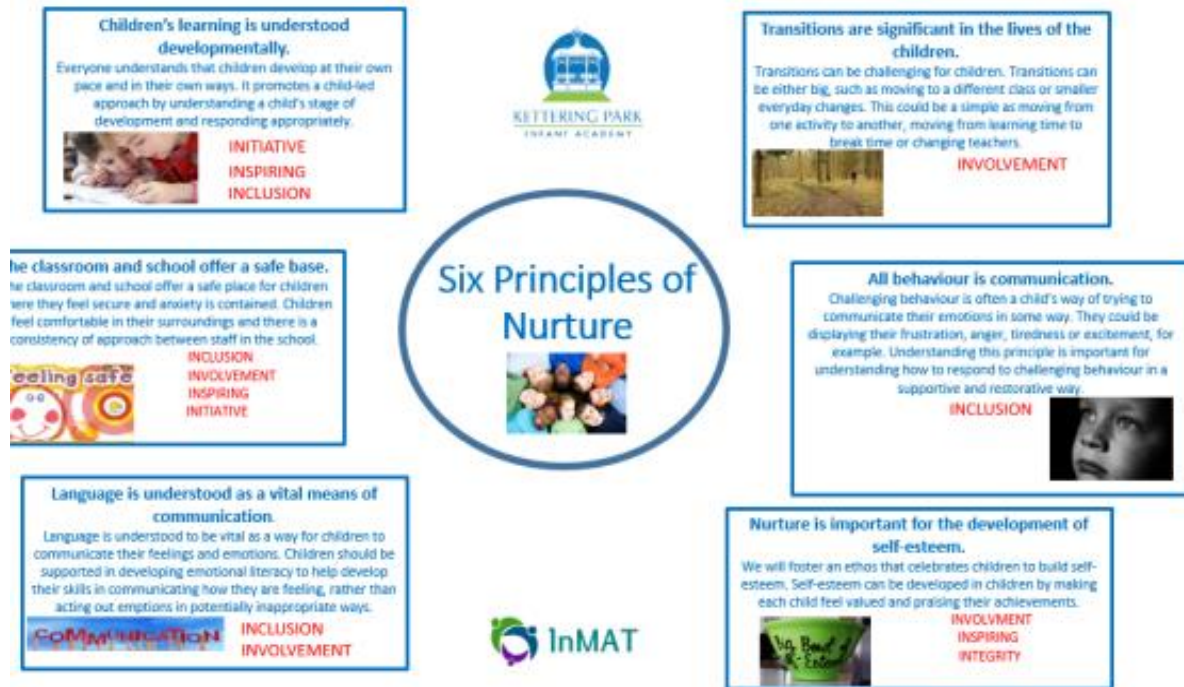 Children's learning is understood
developmentally.
Everyone understands that children develop at their own
pace and in their own ways. It promotes a child-led
approach by understanding a child's stage of
development and responding appropriately.
INITIATIVE
INSPIRING
INCLUSION
he classroom and school offer a safe base.
he classroom and school offer a safe place for children
here they feel secure and anxiety is contained. Children
feel comfortable in their surroundings and there is a
consistency of approach between staff in the school.
INCLUSION
INVOLVEMENT
INSPIRING
INITIATIVE
eeling safe
Language is understood as a vital means of
communication.
Language is understood to be vital as a way for children to
communicate their feelings and emotions. Children should be
supported in developing emotional literacy to help develop
their skills in communicating how they are feeling, rather than
acting out emptions in potentially inappropriate ways.
COMMUNICATION
INCLUSION
INVOLVEMENT
KETTERING PARK
INFANT ACADEMY
Six Principles of
Nurture
InMAT
Transitions are significant in the lives of the
children.
Transitions can be challenging for children. Transitions can
be either big, such as moving to a different class or smaller
everyday changes. This could be a simple as moving from
one activity to another, moving from learning time to
break time or changing teachers.
INVOLVEMENT
All behaviour is communication.
Challenging behaviour is often a child's way of trying to
communicate their emotions in some way. They could be
displaying their frustration, anger, tiredness or excitement, for
example. Understanding this principle is important for
understanding how to respond to challenging behaviour in a
supportive and restorative way.
INCLUSION
Nurture is important for the development of
self-esteem.
We will foster an ethos that celebrates children to build self-
esteem. Self-esteem can be developed in children by making
each child feel valued and praising their achievements.
INVOLVMENT
INSPIRING
INTEGRITY
Big Bowl of